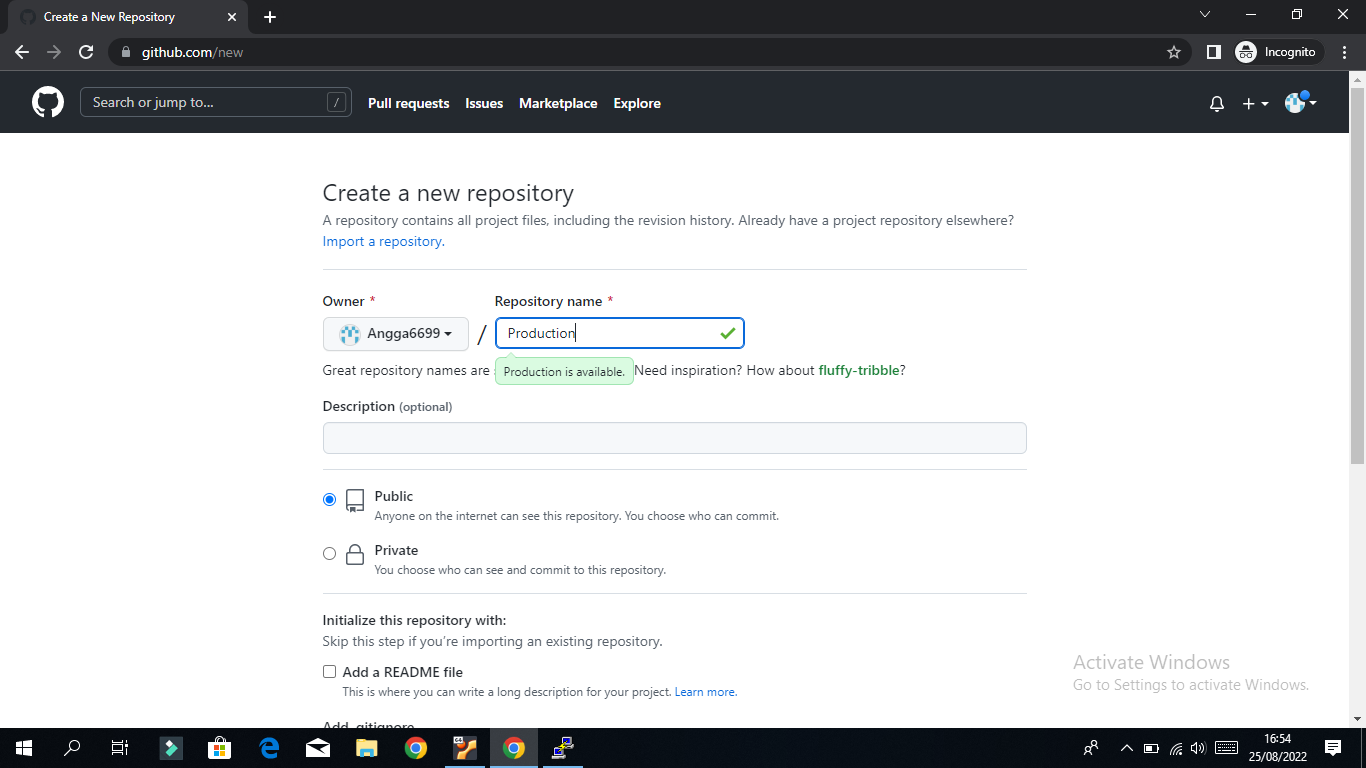 Create a New Repository
github.com/new
Incognito
Search or jump to...
/
Pull requests
Issues
Marketplace
Explore
Create a new repository
A repository contains all project files, including the revision history. Already have a project repository elsewhere?
Import a repository.
Owner *
Repository name *
Angga6699
/
Production
Great repository names are
Production is available.
Need inspiration? How about fluffy-tribble?
Description (optional)
Public
Anyone on the internet can see this repository. You choose who can commit.
Private
You choose who can see and commit to this repository.
Initialize this repository with:
Skip this step if you're importing an existing repository.
Add a README file
This is where you can write a long description for your project. Learn more.
Add .gitignore
Activate Windows
Go to Settings to activate Windows.
64
16:54
25/08/2022